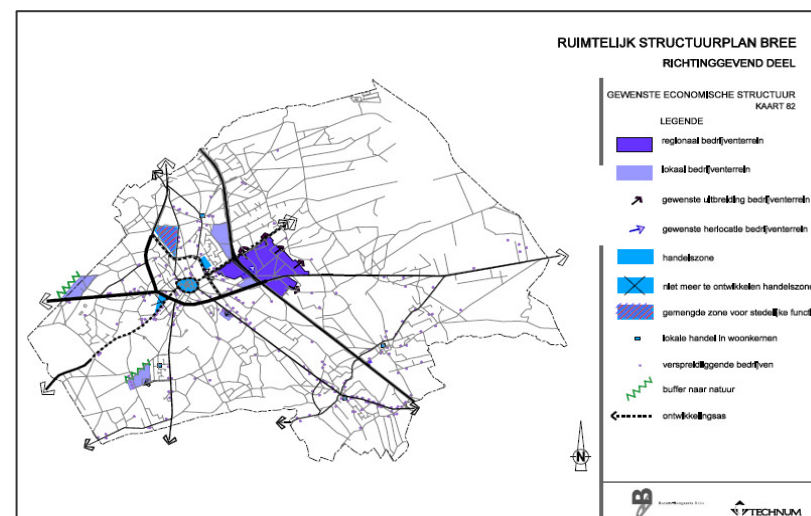 RUIMTELIJK STRUCTUURPLAN BREE
RICHTINGGEVEND DEEL
GEWENSTE ECONOMISCHE STRUCTUUR
KAART 82
LEGENDE
regionaal bedrijventerrein
lokaal bedrijventerrein
gewenste uitbreiding bedrijventerrein
gewenste herlocatie bedrijventerrein
handelszone
niet meer te ontwikkelen handelszone
gemengde zone voor stedelijke functi
lokale handel in woonkernen
verspreidliggende bedrijven
buffer naar natuur
ontwikkelingsas
N
B
TECHNUM